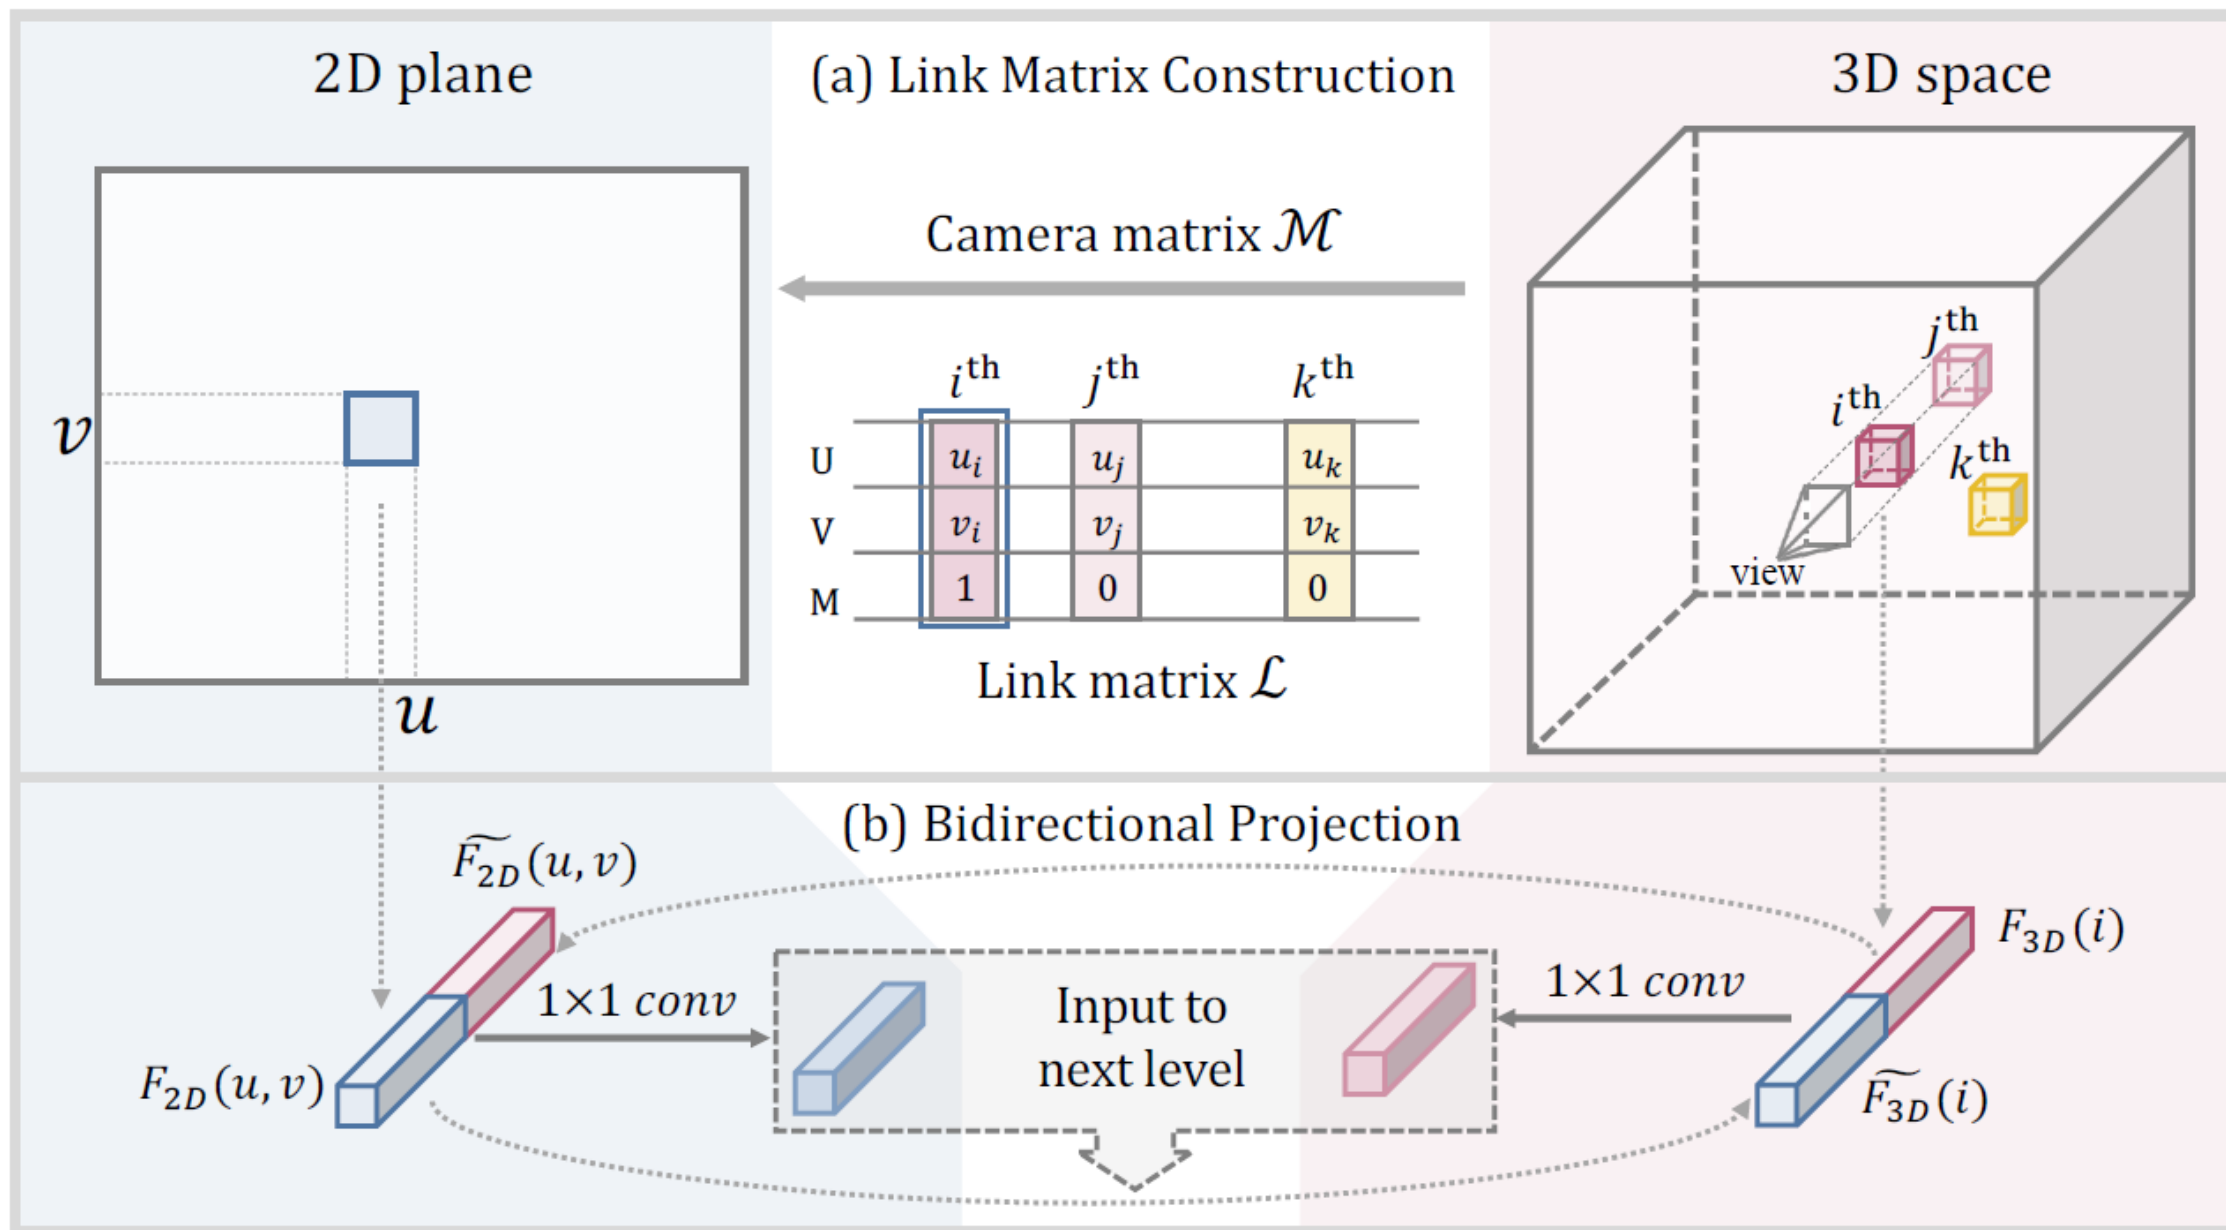 2D plane
(a) Link Matrix Construction
3D space
Camera matrix ℳ
v
u
iᵗʰ jᵗʰ kᵗʰ
U uᵢ uⱼ uₖ
V vᵢ vⱼ vₖ
M 1 0 0
Link matrix ℒ
jᵗʰ
iᵗʰ
kᵗʰ
view
(b) Bidirectional Projection
F̃₂D(u, v)
F₃D(i)
1×1 conv
Input to
next level
1×1 conv
F₂D(u, v)
F̃₃D(i)